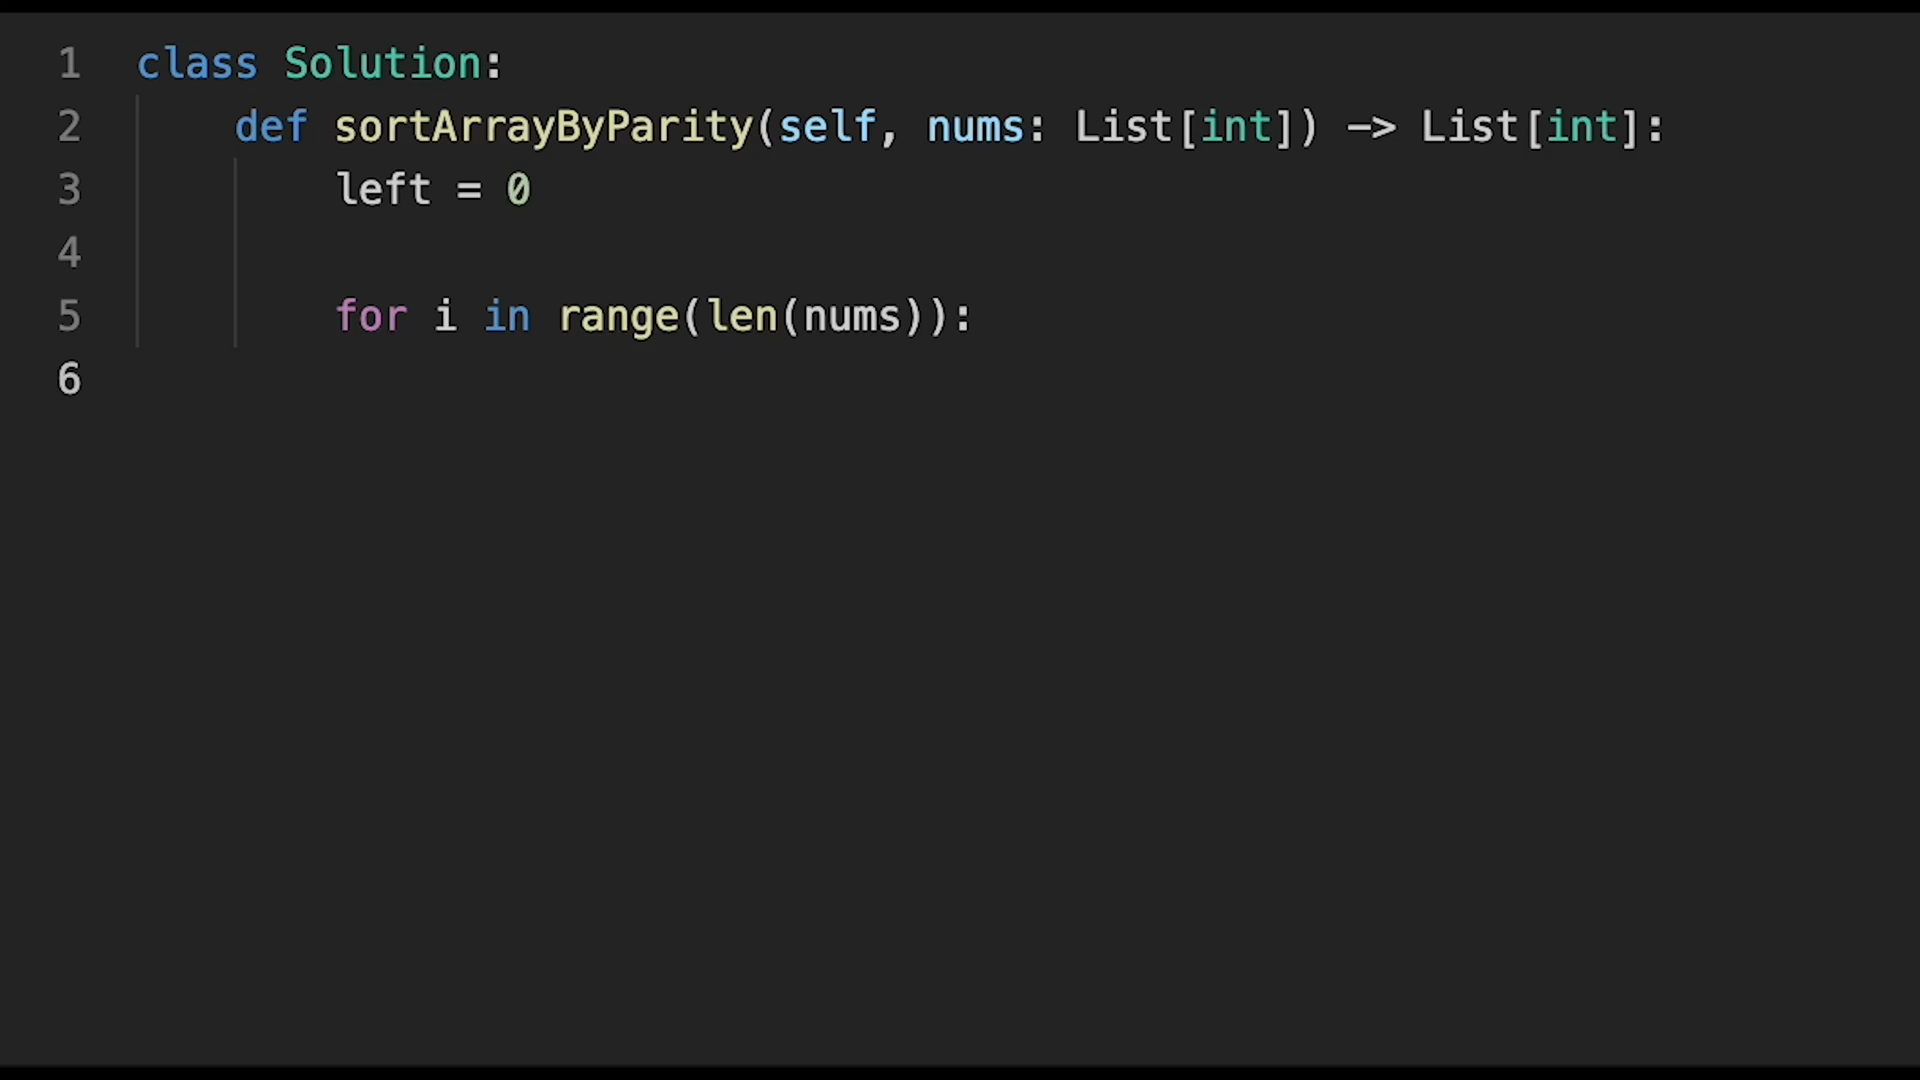 1 class Solution:
2 def sortArrayByParity(self, nums: List[int]) -> List[int]:
3 left = 0
4
5 for i in range(len(nums)):
6